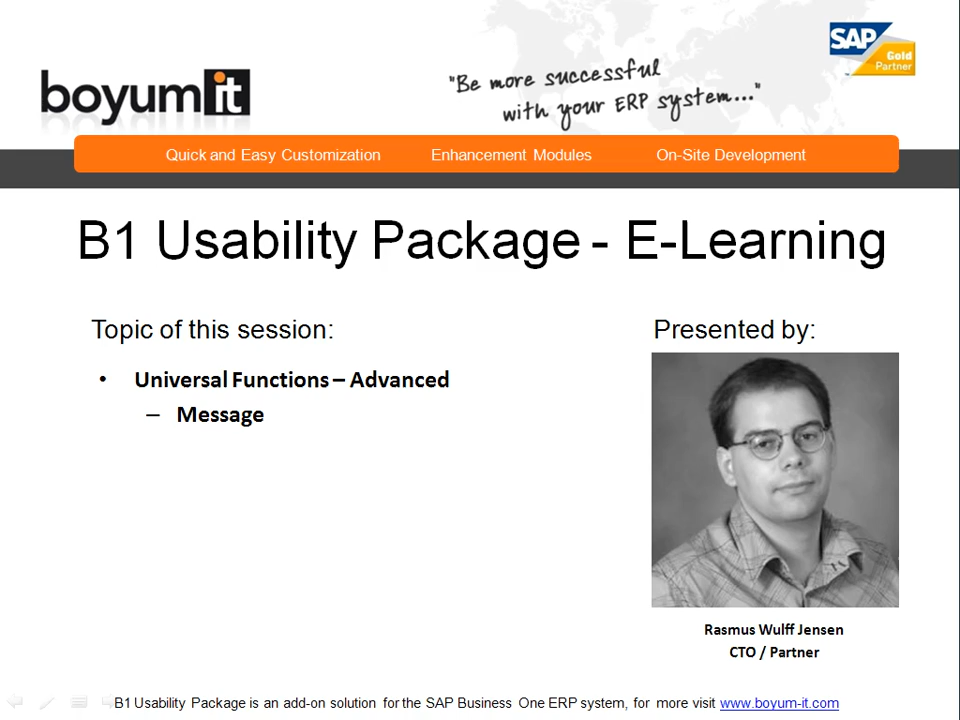 boyum it
"Be more successful
with your ERP system..."
SAP
Gold
Partner
Quick and Easy Customization Enhancement Modules On-Site Development
B1 Usability Package - E-Learning
Topic of this session:
• Universal Functions – Advanced
– Message
Presented by:
Rasmus Wulff Jensen
CTO / Partner
B1 Usability Package is an add-on solution for the SAP Business One ERP system, for more visit www.boyum-it.com